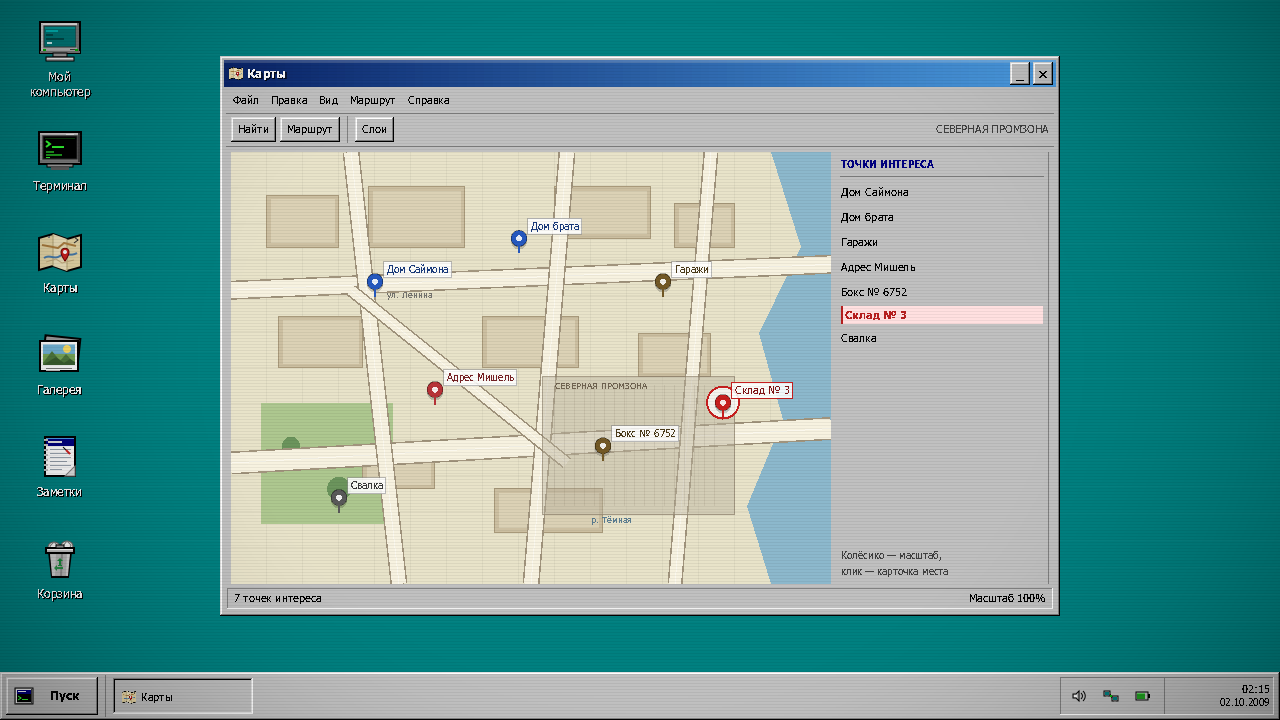 Мой
компьютер
Терминал
Карты
Галерея
Заметки
Корзина
Карты
Файл Правка Вид Маршрут Справка
Найти Маршрут Слои
СЕВЕРНАЯ ПРОМЗОНА
Дом брата
Дом Саймона
Гаражи
ул. Ленина
Адрес Мишель
СЕВЕРНАЯ ПРОМЗОНА
Склад № 3
Бокс № 6752
Свалка
р. Тёмная
ТОЧКИ ИНТЕРЕСА
Дом Саймона
Дом брата
Гаражи
Адрес Мишель
Бокс № 6752
Склад № 3
Свалка
Колёсико — масштаб,
клик — карточка места
7 точек интереса
Масштаб 100%
Пуск
Карты
02:15
02.10.2009